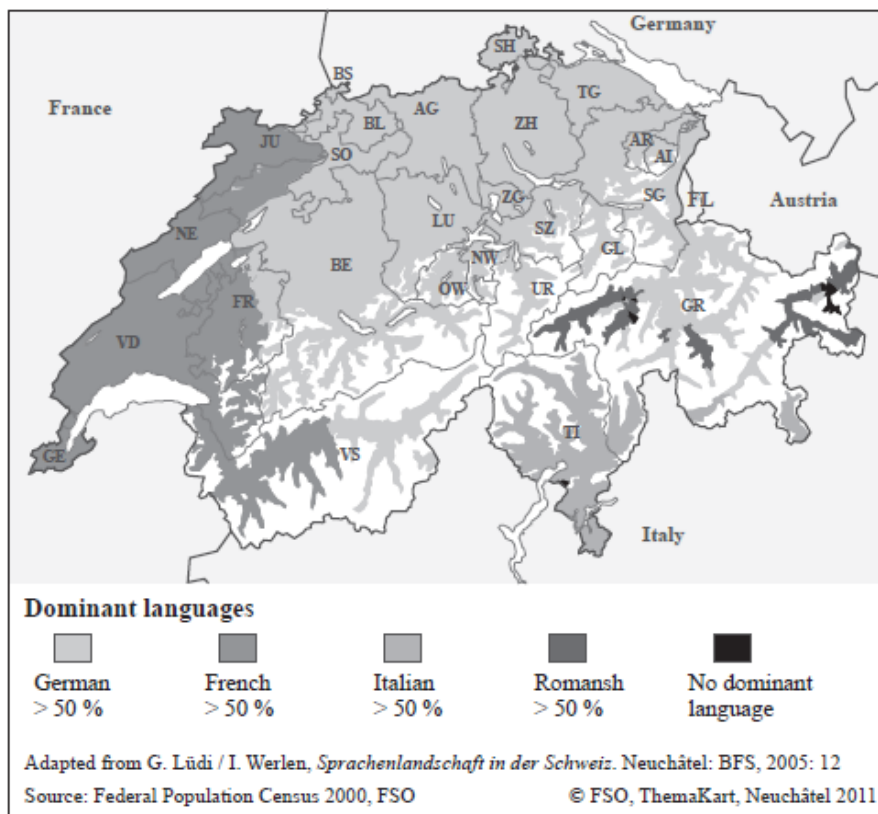 Germany
SH
BS
France
TG
BL
AG
ZH
JU
AR
AI
SO
ZG
SG
FL
Austria
LU
SZ
NE
GL
NW
BE
OW
UR
FR
GR
VD
TI
GE
VS
Italy
Dominant languages
German
> 50 %
French
> 50 %
Italian
> 50 %
Romansh
> 50 %
No dominant
language
Adapted from G. Lüdi / I. Werlen, Sprachenlandschaft in der Schweiz. Neuchâtel: BFS, 2005: 12
Source: Federal Population Census 2000, FSO
© FSO, ThemaKart, Neuchâtel 2011